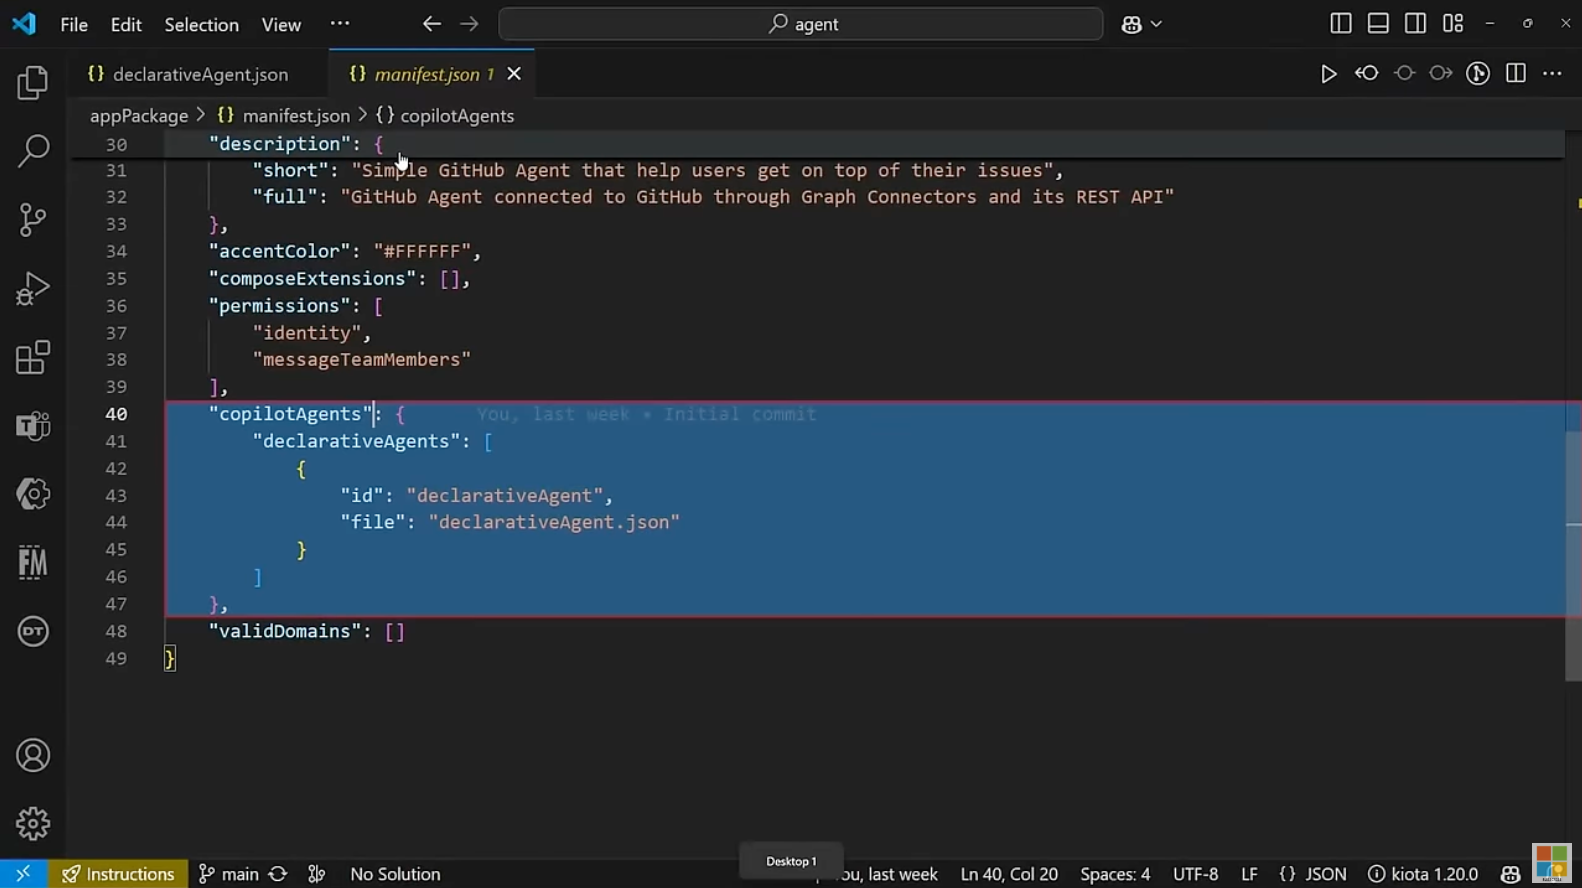 File Edit Selection View ··· agent
declarativeAgent.json manifest.json 1
appPackage > {} manifest.json > {} copilotAgents
30 "description": {
31 "short": "Simple GitHub Agent that help users get on top of their issues",
32 "full": "GitHub Agent connected to GitHub through Graph Connectors and its REST API"
33 },
34 "accentColor": "#FFFFFF",
35 "composeExtensions": [],
36 "permissions": [
37 "identity",
38 "messageTeamMembers"
39 ],
40 "copilotAgents": { You, last week • Initial commit
41 "declarativeAgents": [
42 {
43 "id": "declarativeAgent",
44 "file": "declarativeAgent.json"
45 }
46 ]
47 },
48 "validDomains": []
49 }
T
FM
DT
Desktop 1
Instructions main No Solution You, last week Ln 40, Col 20 Spaces: 4 UTF-8 LF {} JSON kiota 1.20.0